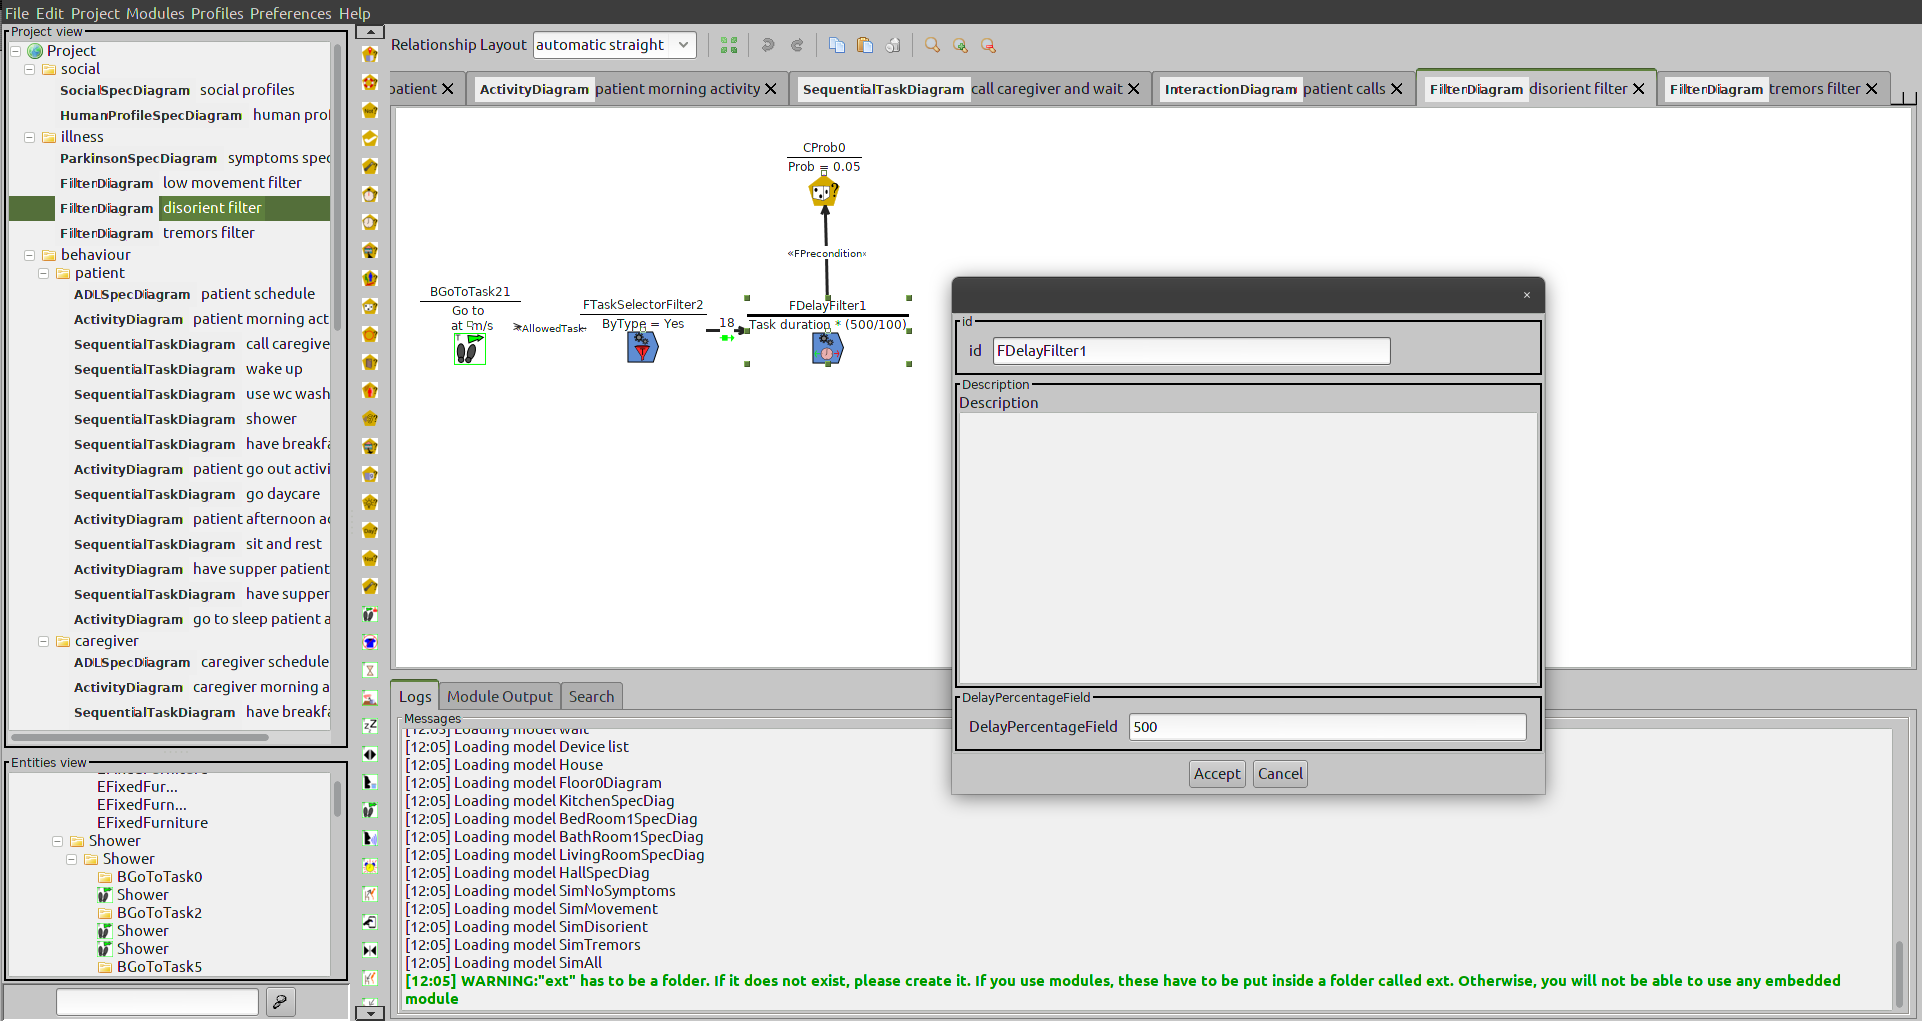 File Edit Project Modules Profiles Preferences Help
Project view
Project
social
SocialSpecDiagram social profiles
HumanProfileSpecDiagram human prof
illness
ParkinsonSpecDiagram symptoms spec
FilterDiagram low movement filter
FilterDiagram disorient filter
FilterDiagram tremors filter
behaviour
patient
ADLSpecDiagram patient schedule
ActivityDiagram patient morning act
SequentialTaskDiagram call caregive
SequentialTaskDiagram wake up
SequentialTaskDiagram use wc wash
SequentialTaskDiagram shower
SequentialTaskDiagram have breakfa
ActivityDiagram patient go out activi
SequentialTaskDiagram go daycare
ActivityDiagram patient afternoon ac
SequentialTaskDiagram sit and rest
ActivityDiagram have supper patient
SequentialTaskDiagram have supper
ActivityDiagram go to sleep patient a
caregiver
ADLSpecDiagram caregiver schedule
ActivityDiagram caregiver morning a
SequentialTaskDiagram have breakfa
Entities view
EFixedFurniture
EFixedFur...
EFixedFurn...
EFixedFurniture
Shower
Shower
BGoToTask0
Shower
BGoToTask2
Shower
Shower
BGoToTask5
Relationship Layout automatic straight
patient ActivityDiagram patient morning activity SequentialTaskDiagram call caregiver and wait InteractionDiagram patient calls FilterDiagram disorient filter FilterDiagram tremors filter
CProb0
Prob = 0.05
«FPrecondition»
BGoToTask21
Go to
at m/s
«AllowedTask»
FTaskSelectorFilter2
ByType = Yes
18
FDelayFilter1
Task duration * (500/100)
id
id FDelayFilter1
Description
Description
DelayPercentageField
DelayPercentageField 500
Accept Cancel
Logs Module Output Search
Messages
[12:05] Loading model wait
[12:05] Loading model Device list
[12:05] Loading model House
[12:05] Loading model Floor0Diagram
[12:05] Loading model KitchenSpecDiag
[12:05] Loading model BedRoom1SpecDiag
[12:05] Loading model BathRoom1SpecDiag
[12:05] Loading model LivingRoomSpecDiag
[12:05] Loading model HallSpecDiag
[12:05] Loading model SimNoSymptoms
[12:05] Loading model SimMovement
[12:05] Loading model SimDisorient
[12:05] Loading model SimTremors
[12:05] Loading model SimAll
[12:05] WARNING:"ext" has to be a folder. If it does not exist, please create it. If you use modules, these have to be put inside a folder called ext. Otherwise, you will not be able to use any embedded
module